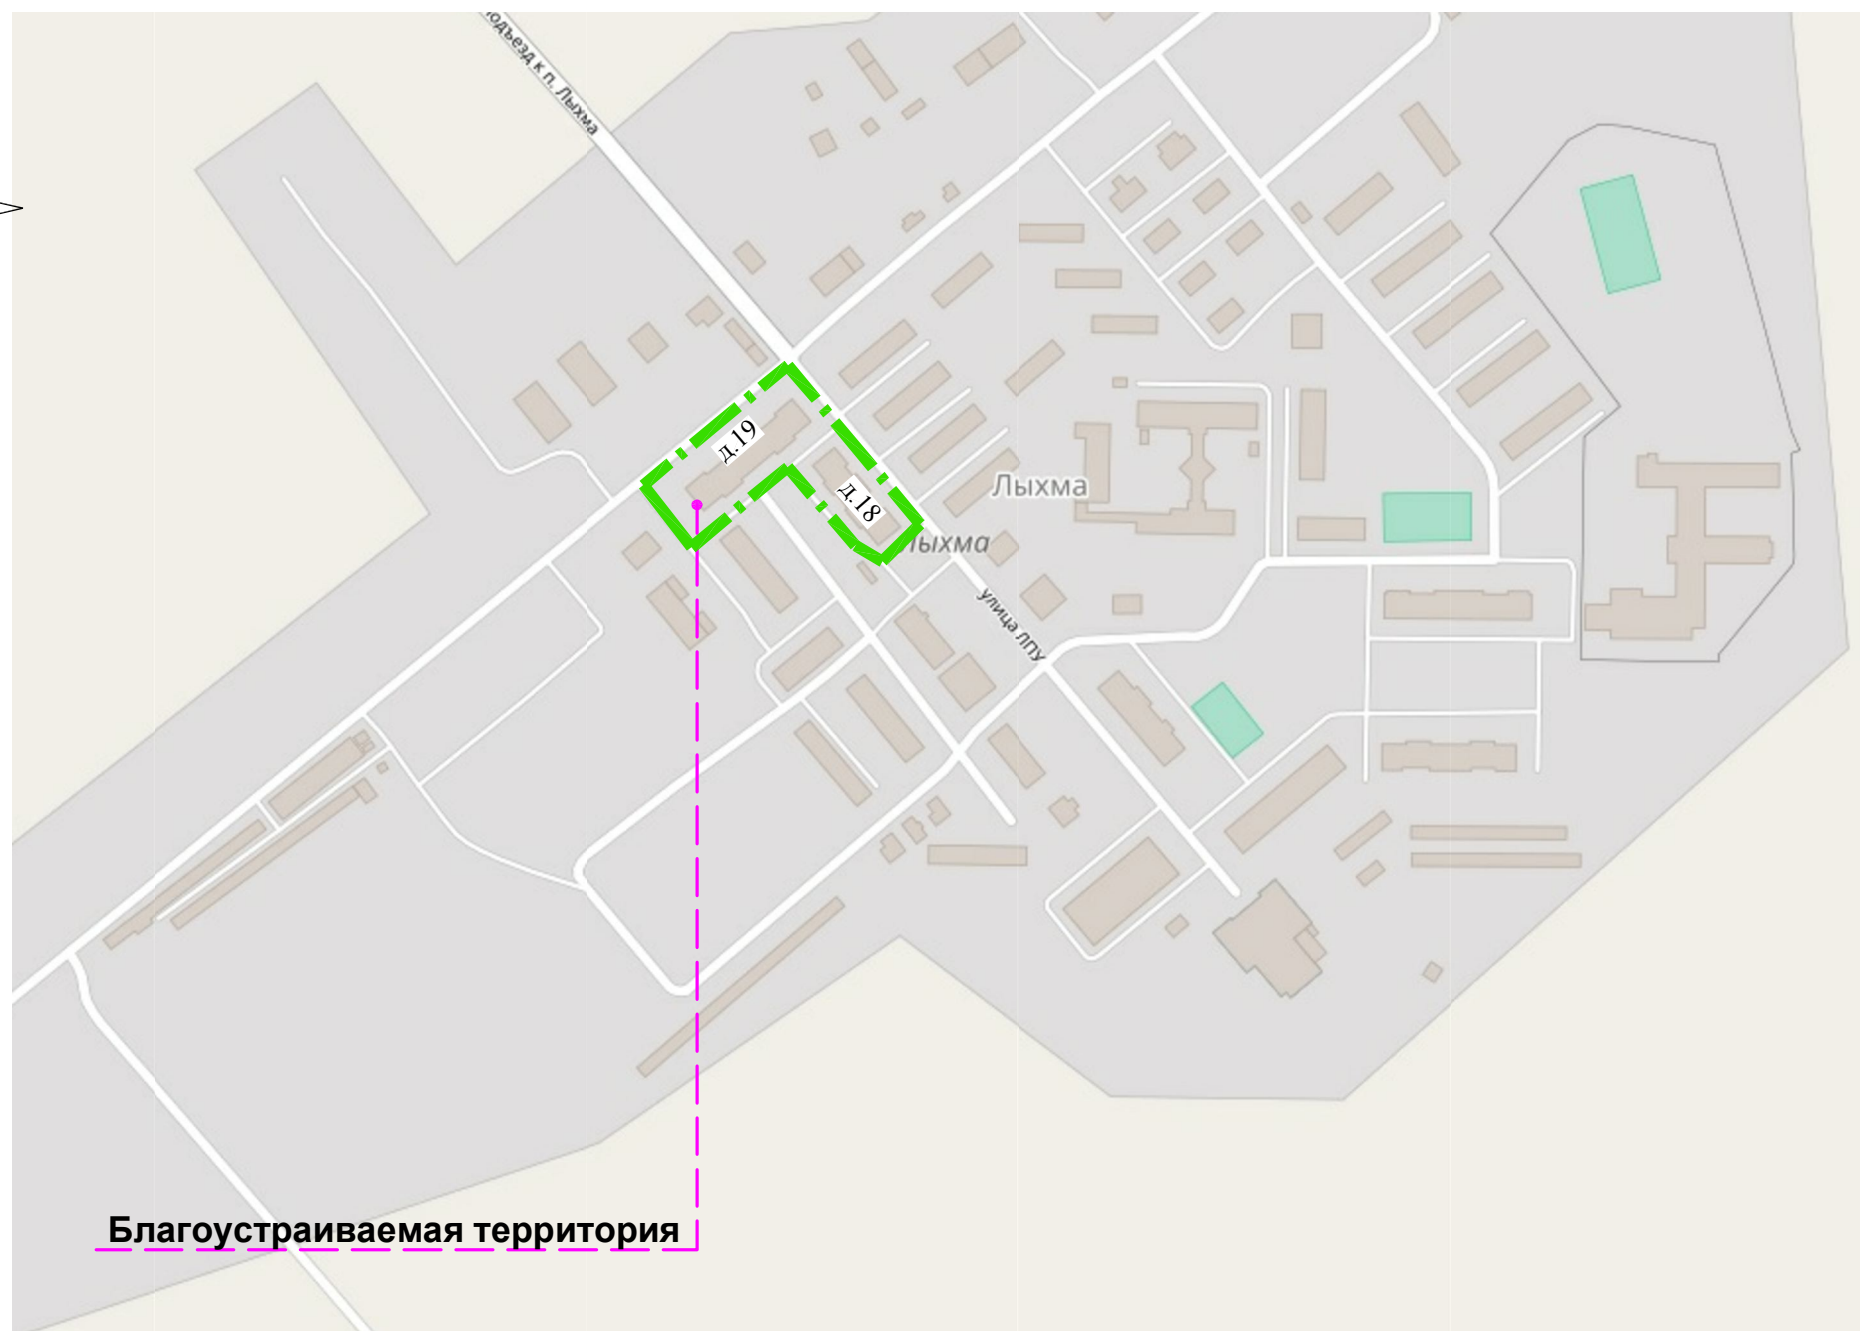 Подъезд к п. Лыхма
д.19
д.18
Лыхма
Лыхма
улица ЛПУ
Благоустраиваемая территория